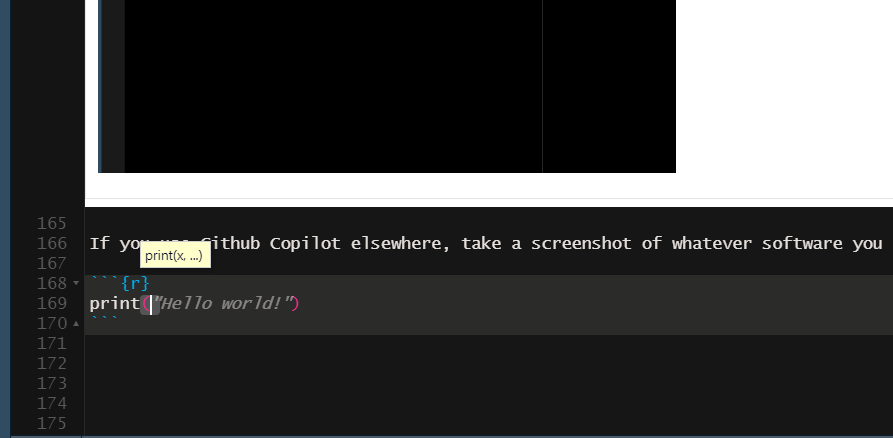 165
166 If you use Github Copilot elsewhere, take a screenshot of whatever software you
print(x, ...)
167
168 ```{r}
169 print("Hello world!")
170 ```
171
172
173
174
175